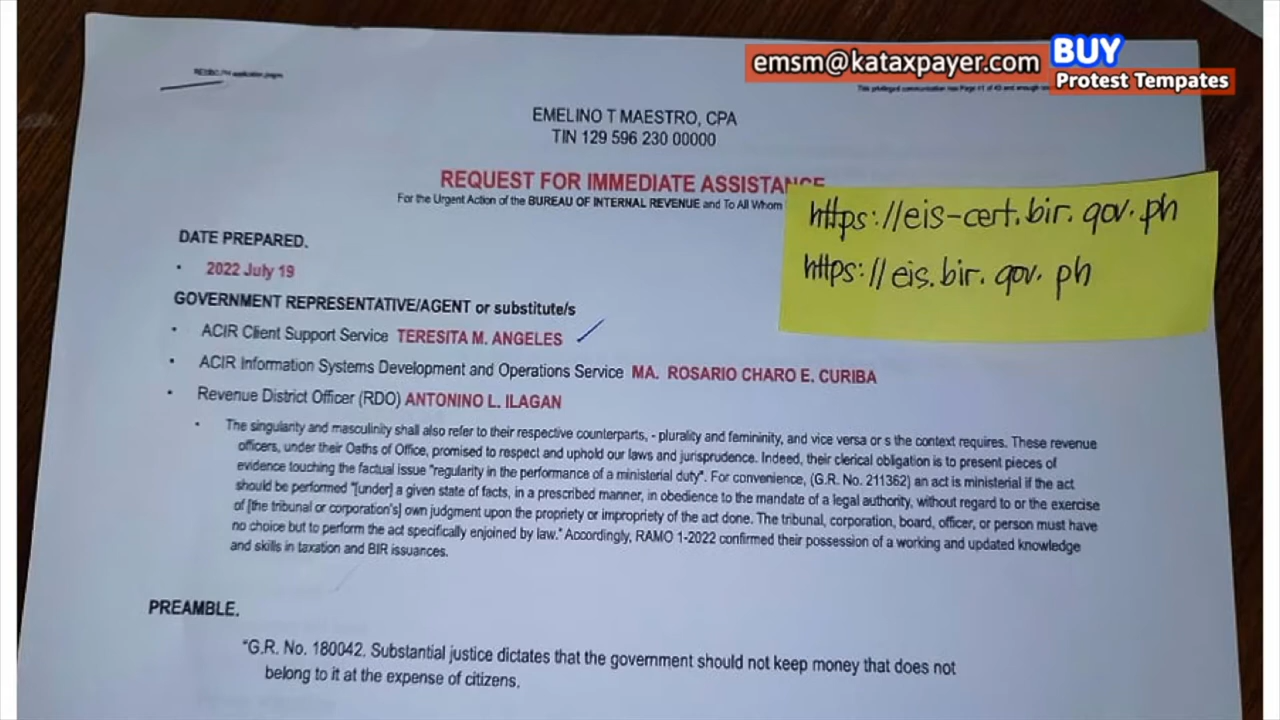 emsm@kataxpayer.com
BUY
Protest Tempates
EMELINO T MAESTRO, CPA
TIN 129 596 230 00000
REQUEST FOR IMMEDIATE ASSISTANCE
For the Urgent Action of the BUREAU OF INTERNAL REVENUE and To All Whom
https://eis-cert.bir.gov.ph
https://eis.bir.gov.ph
DATE PREPARED.
• 2022 July 19
GOVERNMENT REPRESENTATIVE/AGENT or substitute/s
• ACIR Client Support Service TERESITA M. ANGELES
• ACIR Information Systems Development and Operations Service MA. ROSARIO CHARO E. CURIBA
• Revenue District Officer (RDO) ANTONINO L. ILAGAN
• The singularity and masculinity shall also refer to their respective counterparts, - plurality and femininity, and vice versa or s the context requires. These revenue
officers, under their Oaths of Office, promised to respect and uphold our laws and jurisprudence. Indeed, their clerical obligation is to present pieces of
evidence touching the factual issue "regularity in the performance of a ministerial duty". For convenience, (G.R. No. 211362) an act is ministerial if the act
should be performed "[under] a given state of facts, in a prescribed manner, in obedience to the mandate of a legal authority, without regard to or the exercise
of [the tribunal or corporation's] own judgment upon the propriety or impropriety of the act done. The tribunal, corporation, board, officer, or person must have
no choice but to perform the act specifically enjoined by law." Accordingly, RAMO 1-2022 confirmed their possession of a working and updated knowledge
and skills in taxation and BIR issuances.
PREAMBLE.
"G.R. No. 180042. Substantial justice dictates that the government should not keep money that does not
belong to it at the expense of citizens.